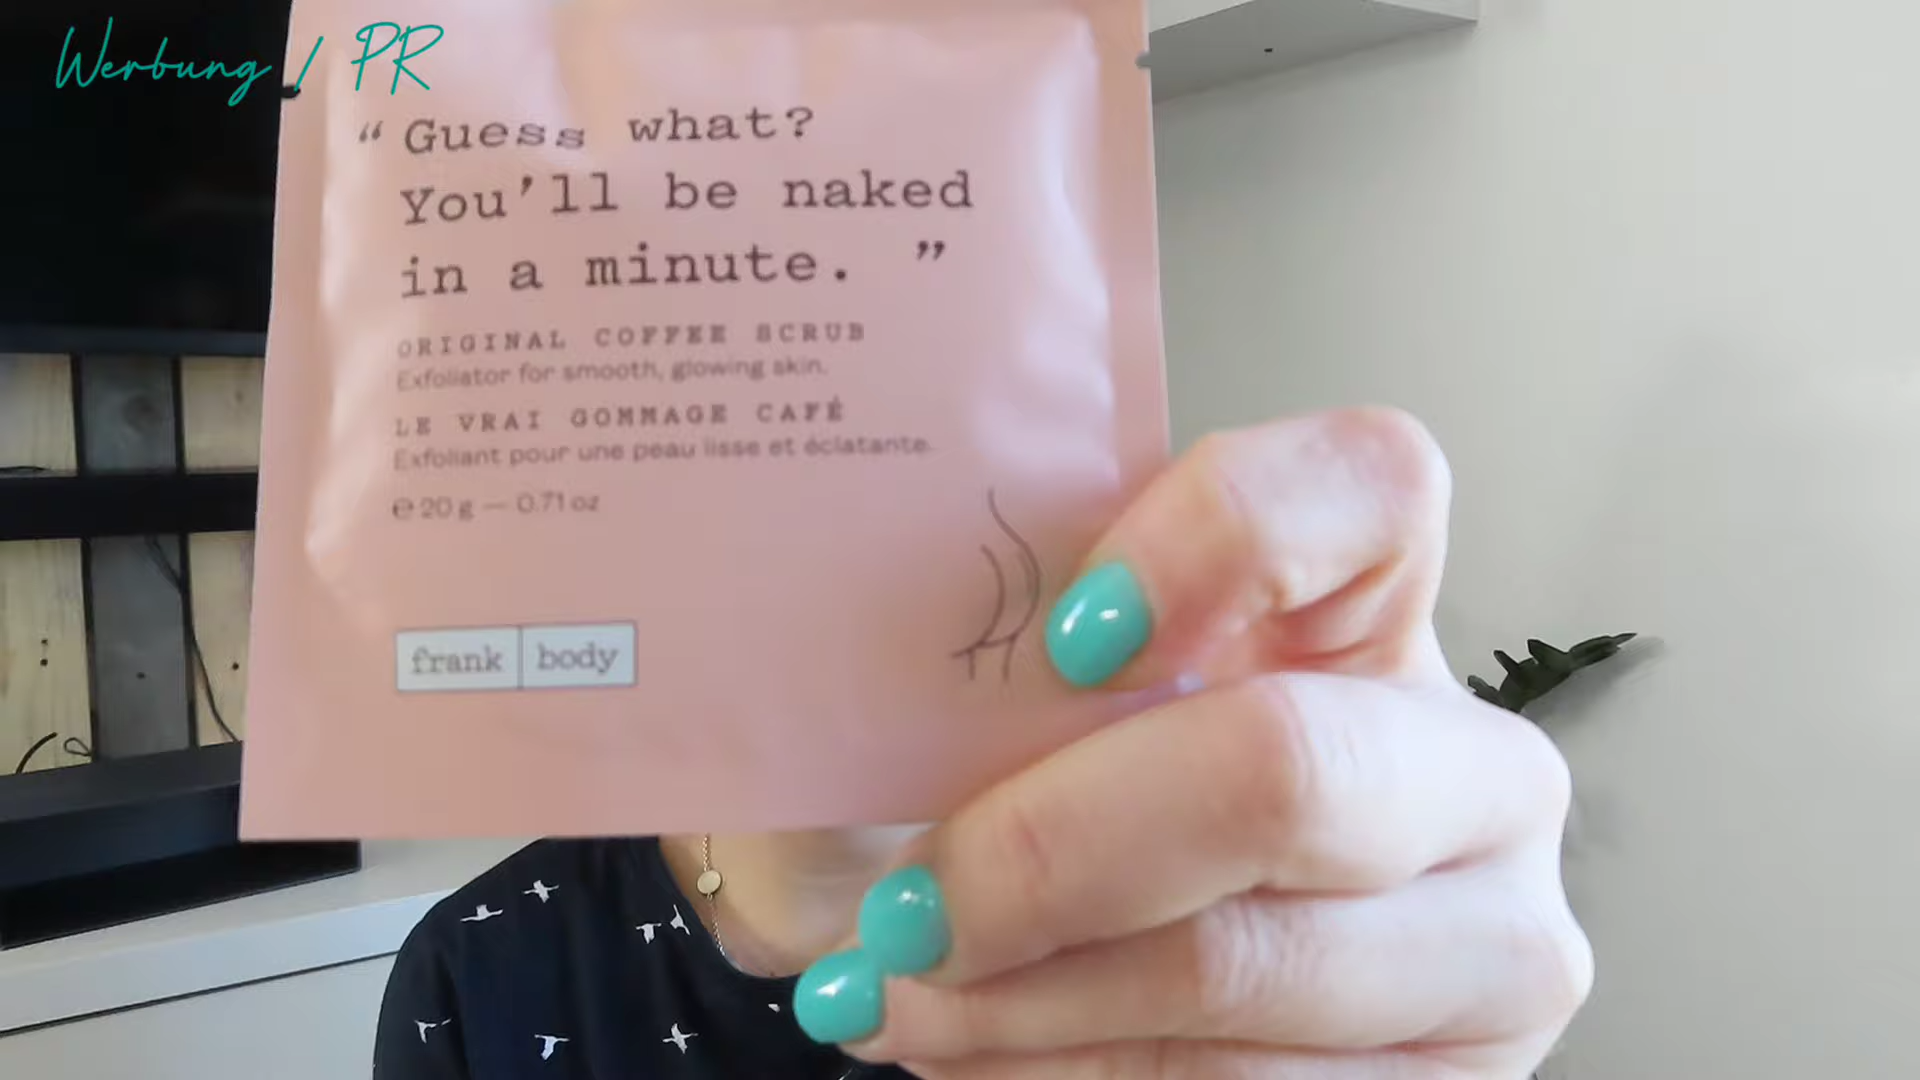 Werbung / PR
“Guess what?
You’ll be naked
in a minute. ”
ORIGINAL COFFEE SCRUB
Exfoliator for smooth, glowing skin.
LE VRAI GOMMAGE CAFÉ
Exfoliant pour une peau lisse et éclatante.
℮ 20 g — 0.71 oz
frank body